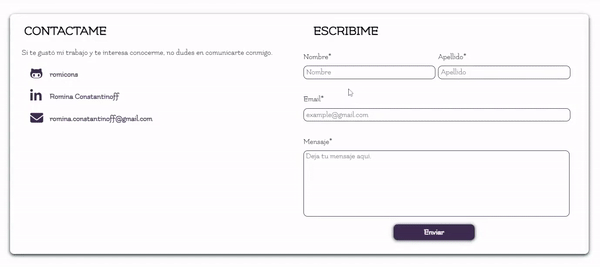 CONTACTAME
Si te gustó mi trabajo y te interesa conocerme, no dudes en comunicarte conmigo.
romicona
Romina Constantinoff
romina.constantinoff@gmail.com
ESCRIBIME
Nombre* Apellido*
Nombre Apellido
Email*
example@gmail.com
Mensaje*
Deja tu mensaje aquí
Enviar